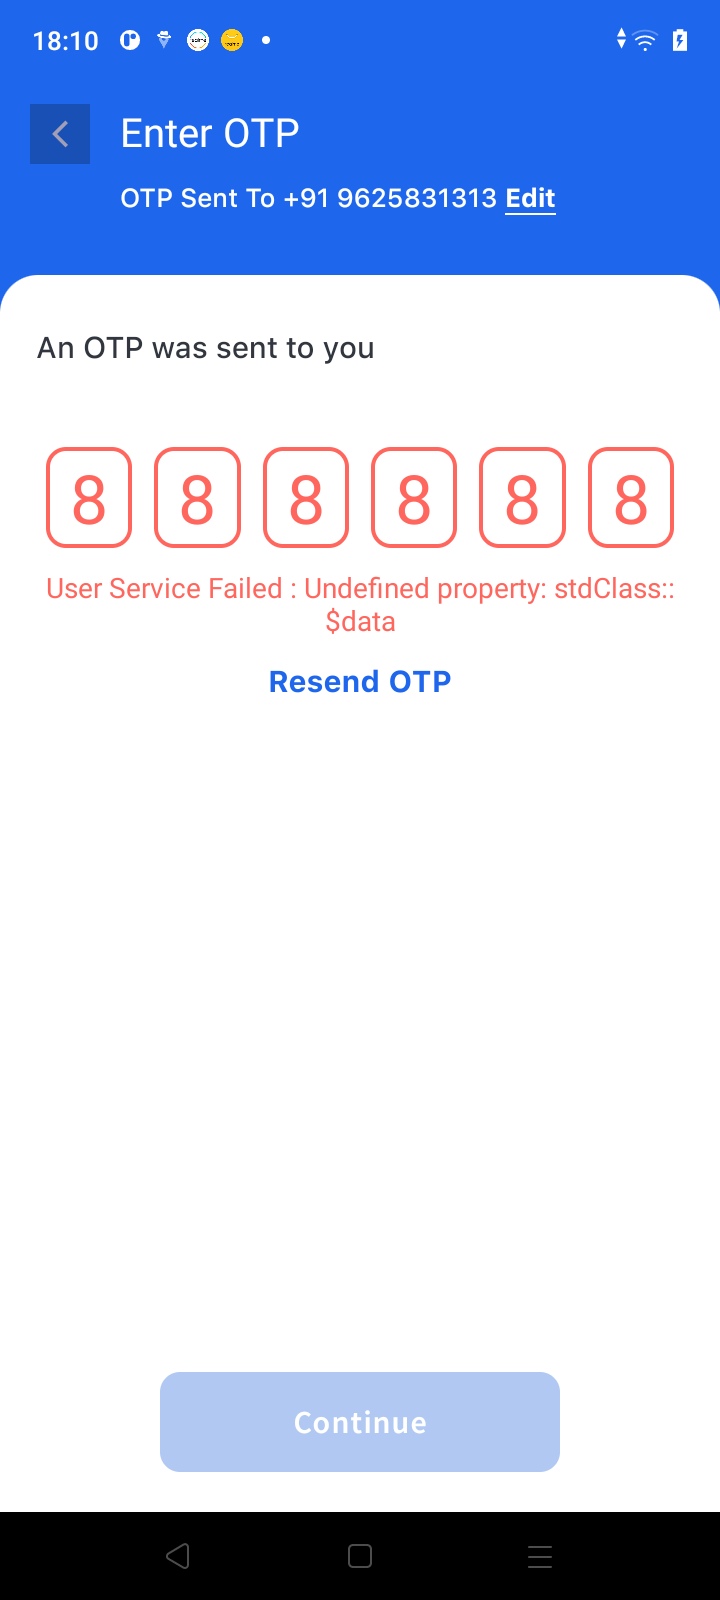 18:10
Enter OTP
OTP Sent To +91 9625831313 Edit
An OTP was sent to you
8 8 8 8 8 8
User Service Failed : Undefined property: stdClass::
$data
Resend OTP
Continue